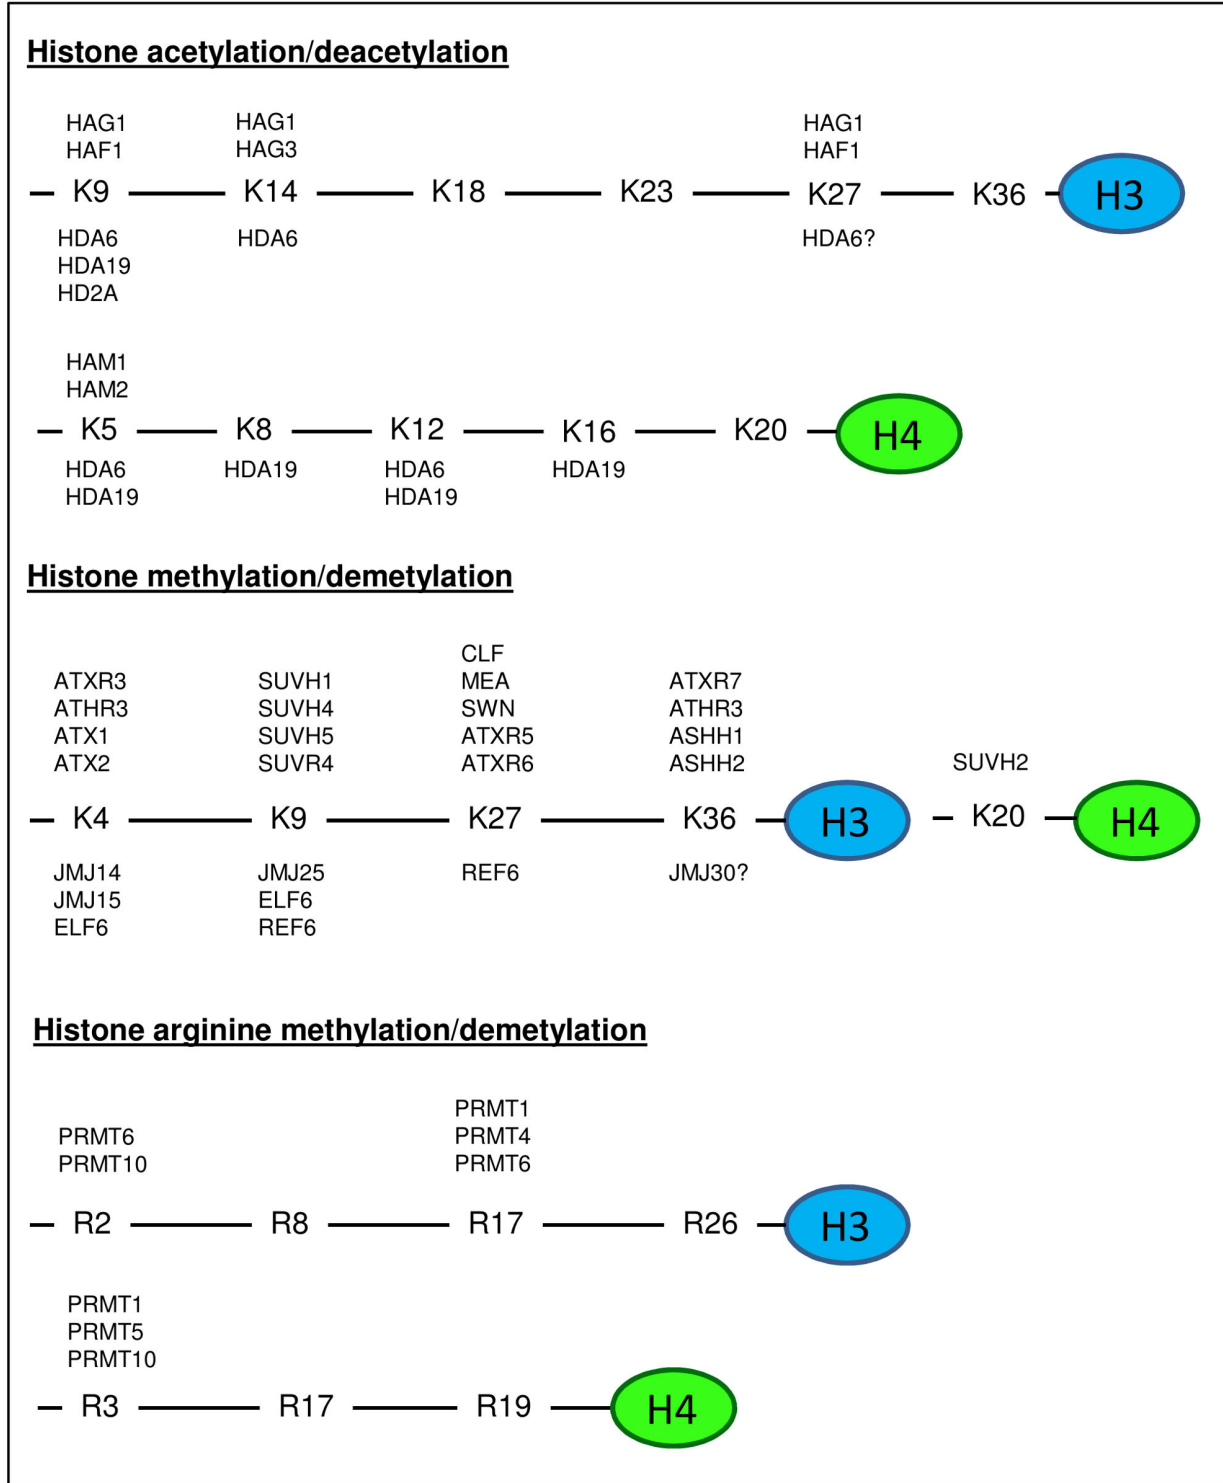 Histone acetylation/deacetylation
HAG1 HAG1 HAG1
HAF1 HAG3 HAF1
K9 K14 K18 K23 K27 K36 H3
HDA6 HDA6 HDA6?
HDA19
HD2A
HAM1
HAM2
K5 K8 K12 K16 K20 H4
HDA6 HDA19 HDA6 HDA19
HDA19 HDA19
Histone methylation/demetylation
CLF
ATXR3 SUVH1 MEA ATXR7
ATHR3 SUVH4 SWN ATHR3
ATX1 SUVH5 ATXR5 ASHH1
ATX2 SUVR4 ATXR6 ASHH2 SUVH2
K4 K9 K27 K36 H3 K20 H4
JMJ14 JMJ25 REF6 JMJ30?
JMJ15 ELF6
ELF6 REF6
Histone arginine methylation/demetylation
PRMT1
PRMT6 PRMT4
PRMT10 PRMT6
R2 R8 R17 R26 H3
PRMT1
PRMT5
PRMT10
R3 R17 R19 H4